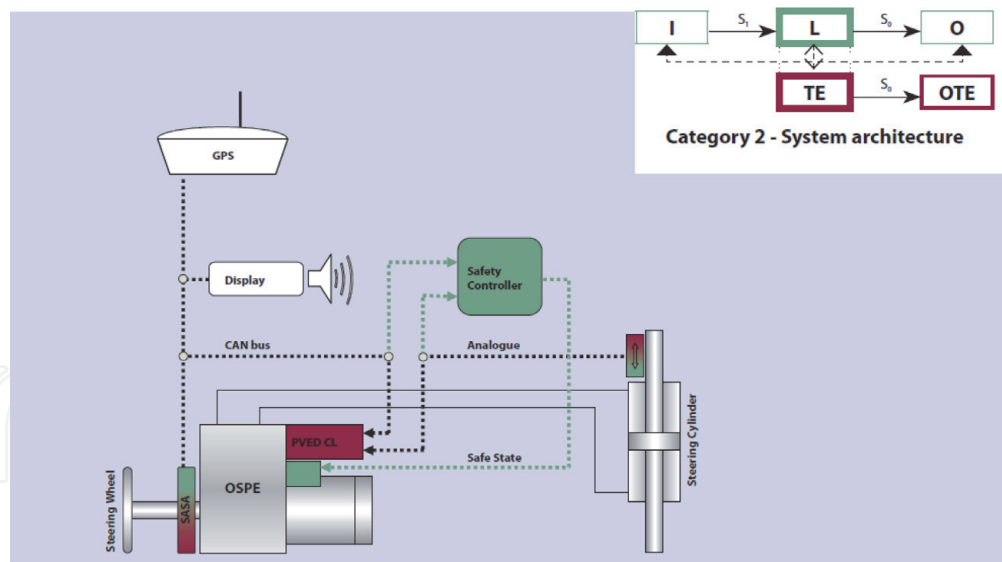 I
S1
L
S0
O
TE
S0
OTE
Category 2 - System architecture
GPS
Display
Safety
Controller
CAN bus
Analogue
PVED CL
Safe State
OSPE
SASA
Steering Wheel
Steering Cylinder